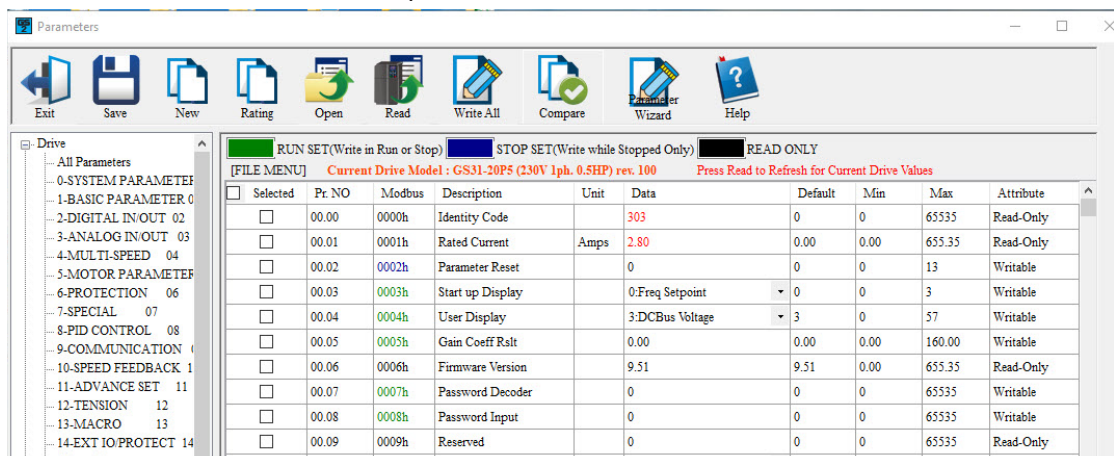 Parameters
Exit Save New Rating Open Read Write All Compare Parameter Wizard Help
RUN SET(Write in Run or Stop) STOP SET(Write while Stopped Only) READ ONLY
[FILE MENU] Current Drive Model : GS31-20P5 (230V 1ph. 0.5HP) rev. 100 Press Read to Refresh for Current Drive Values
Drive
All Parameters
0-SYSTEM PARAMETER
1-BASIC PARAMETER 0
2-DIGITAL IN/OUT 02
3-ANALOG IN/OUT 03
4-MULTI-SPEED 04
5-MOTOR PARAMETER
6-PROTECTION 06
7-SPECIAL 07
8-PID CONTROL 08
9-COMMUNICATION
10-SPEED FEEDBACK 1
11-ADVANCE SET 11
12-TENSION 12
13-MACRO 13
14-EXT IO/PROTECT 14
Selected Pr. NO Modbus Description Unit Data Default Min Max Attribute
00.00 0000h Identity Code 303 0 0 65535 Read-Only
00.01 0001h Rated Current Amps 2.80 0.00 0.00 655.35 Read-Only
00.02 0002h Parameter Reset 0 0 0 13 Writable
00.03 0003h Start up Display 0:Freq Setpoint 0 0 3 Writable
00.04 0004h User Display 3:DCBus Voltage 3 0 57 Writable
00.05 0005h Gain Coeff Rslt 0.00 0.00 0.00 160.00 Writable
00.06 0006h Firmware Version 9.51 9.51 0.00 655.35 Read-Only
00.07 0007h Password Decoder 0 0 0 65535 Writable
00.08 0008h Password Input 0 0 0 65535 Writable
00.09 0009h Reserved 0 0 0 65535 Read-Only